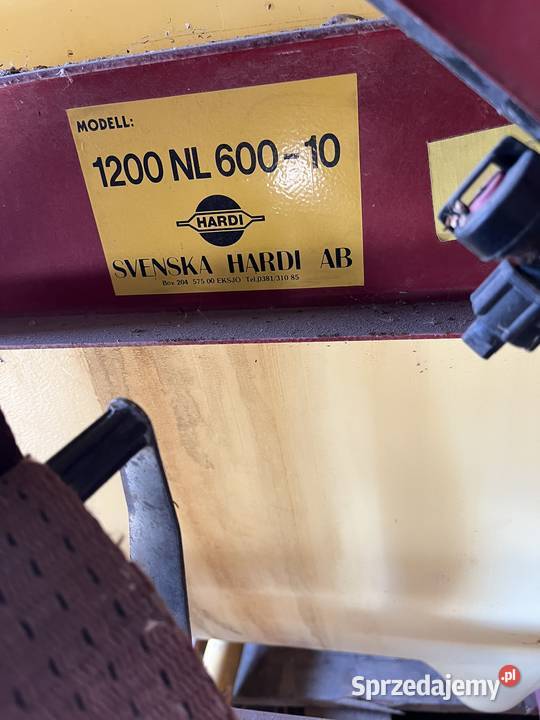 MODELL:
1200 NL 600-10
HARDI
SVENSKA HARDI AB
Box 204 575 00 EKSJÖ Tel. 0381/310 85
Sprzedajemy.pl